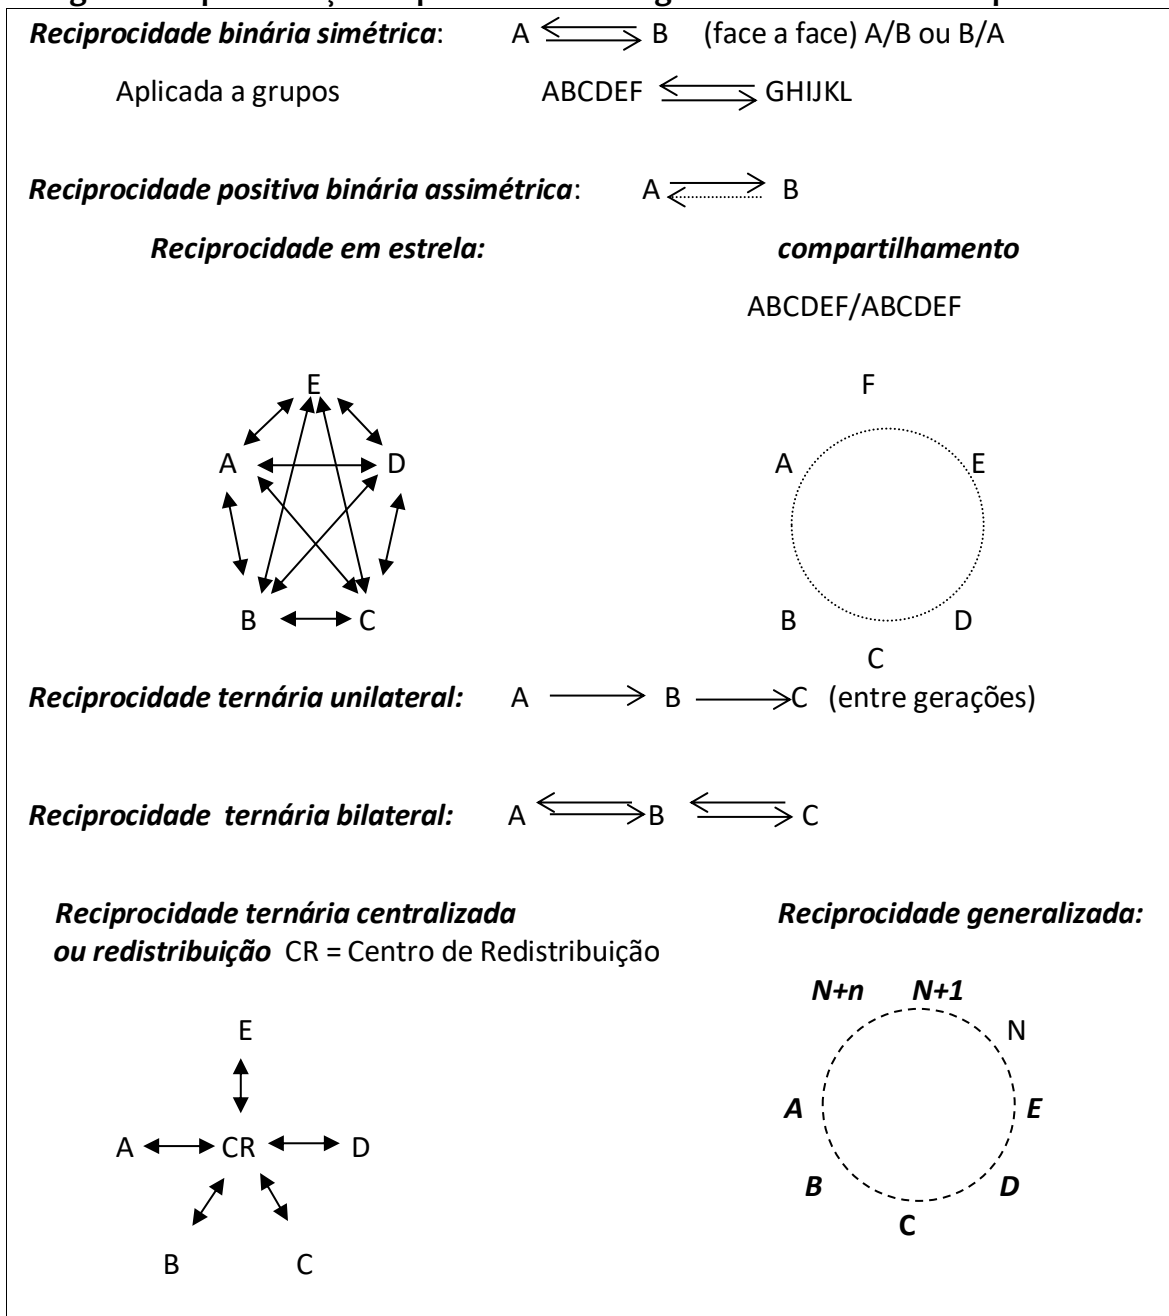 Reciprocidade binária simétrica: A B (face a face) A/B ou B/A
Aplicada a grupos ABCDEF GHIJKL
Reciprocidade positiva binária assimétrica: A B
Reciprocidade em estrela: compartilhamento
ABCDEF/ABCDEF
E F
A D A E
B C B D
C
Reciprocidade ternária unilateral: A B C (entre gerações)
Reciprocidade ternária bilateral: A B C
Reciprocidade ternária centralizada Reciprocidade generalizada:
ou redistribuição CR = Centro de Redistribuição
N+n N+1
E N
A E
A CR D
B D
C
B C